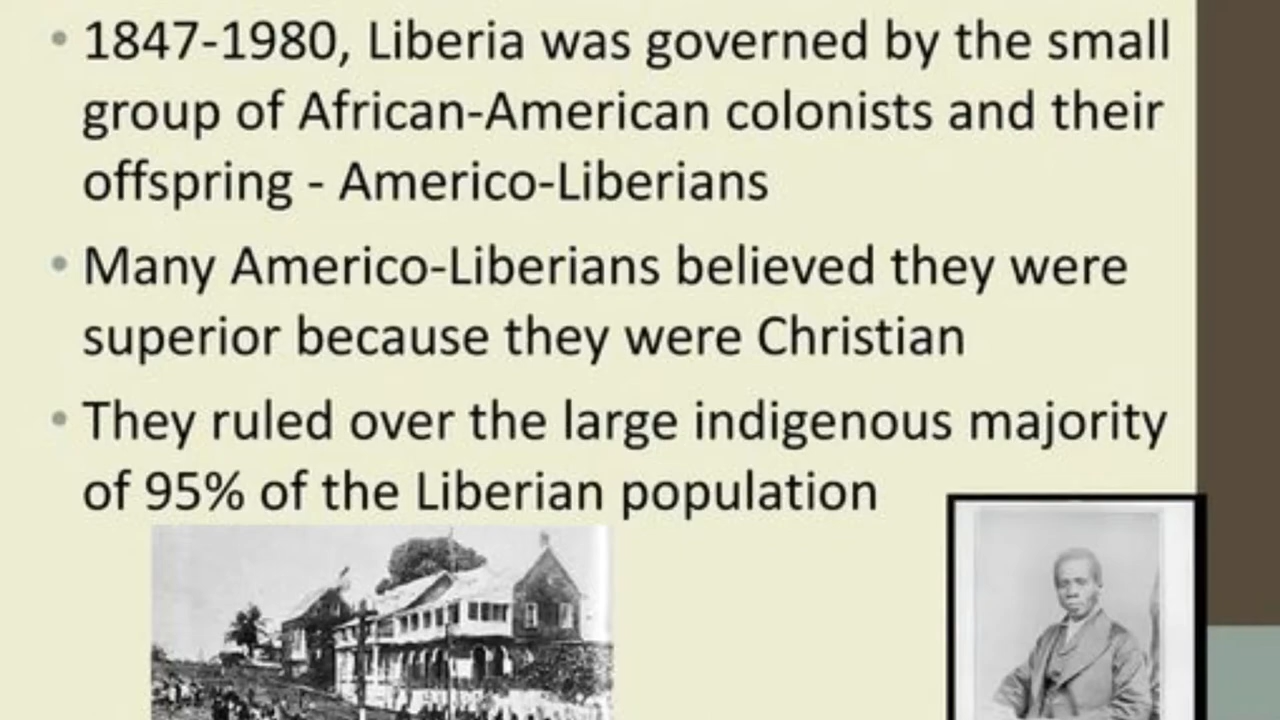 • 1847-1980, Liberia was governed by the small
group of African-American colonists and their
offspring - Americo-Liberians
• Many Americo-Liberians believed they were
superior because they were Christian
• They ruled over the large indigenous majority
of 95% of the Liberian population